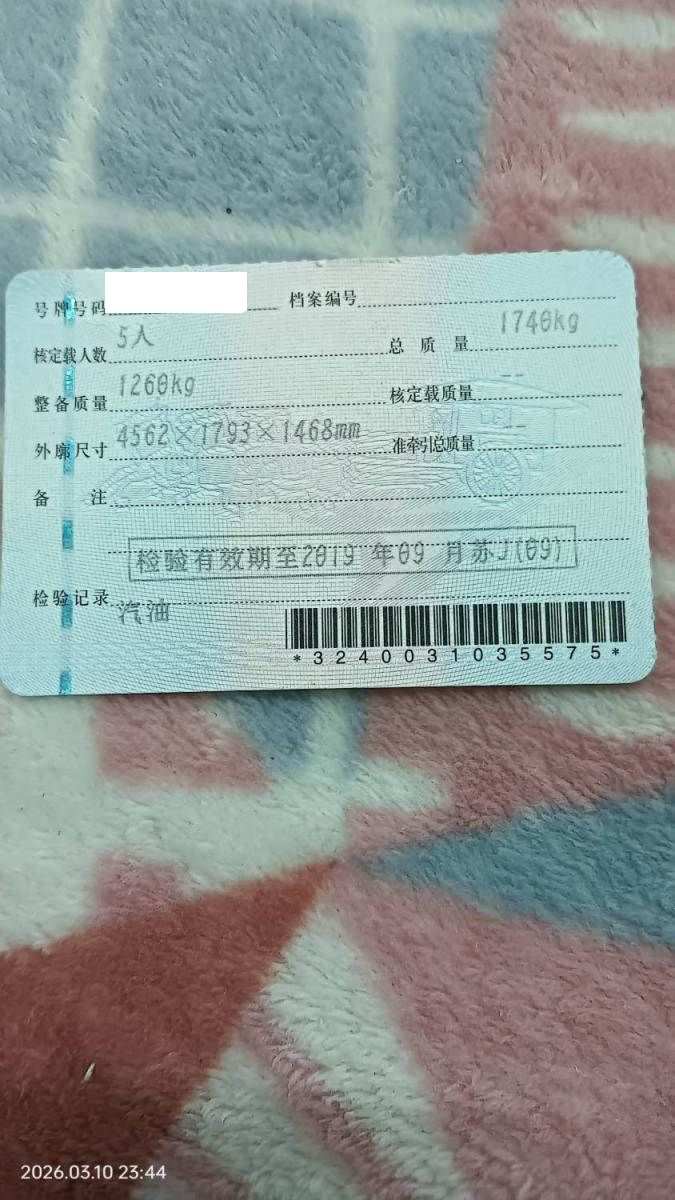 号牌号码 档案编号
核定载人数 5人 总质量 1740kg
整备质量 1260kg 核定载质量 --
外廓尺寸 4562×1793×1468mm 准牵引总质量 --
备注
检验有效期至2019年09月苏J(09)
检验记录 汽油
*3240031035575*
2026.03.10 23:44